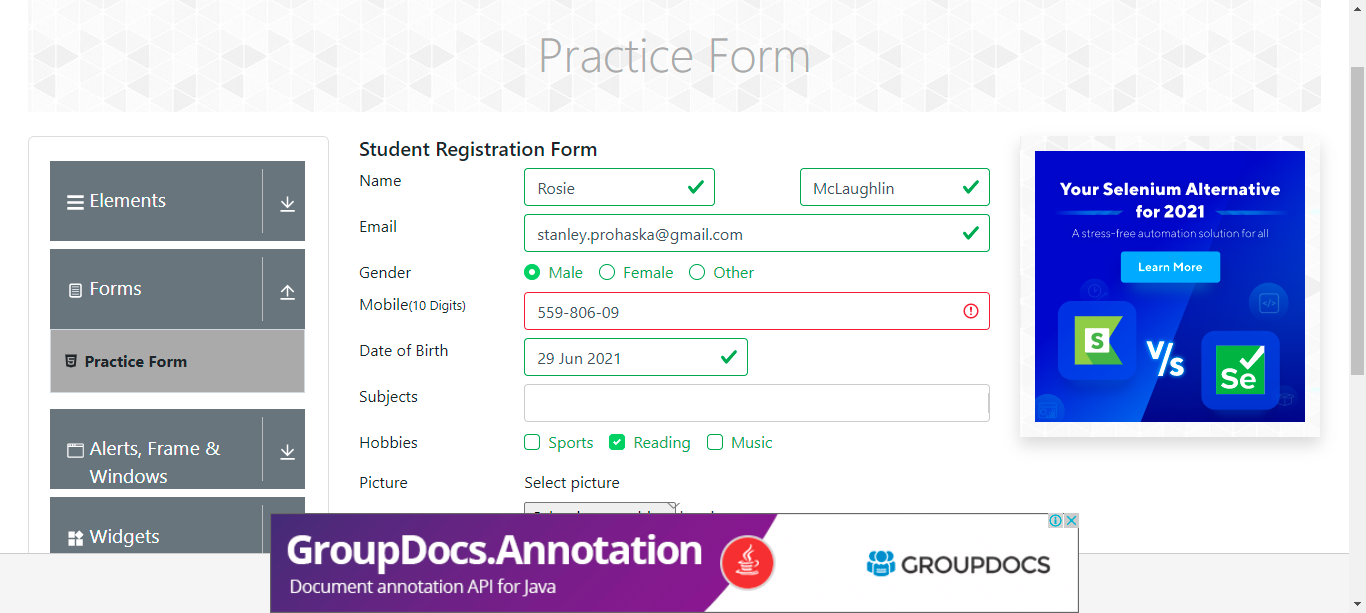 Practice Form
Elements
Forms
Practice Form
Alerts, Frame &
Windows
Widgets
Student Registration Form
Name Rosie McLaughlin
Email stanley.prohaska@gmail.com
Gender Male Female Other
Mobile(10 Digits) 559-806-09
Date of Birth 29 Jun 2021
Subjects
Hobbies Sports Reading Music
Picture Select picture
Your Selenium Alternative
for 2021
A stress-free automation solution for all
Learn More
S
V/s
Se
GroupDocs.Annotation
Document annotation API for Java
GROUPDOCS